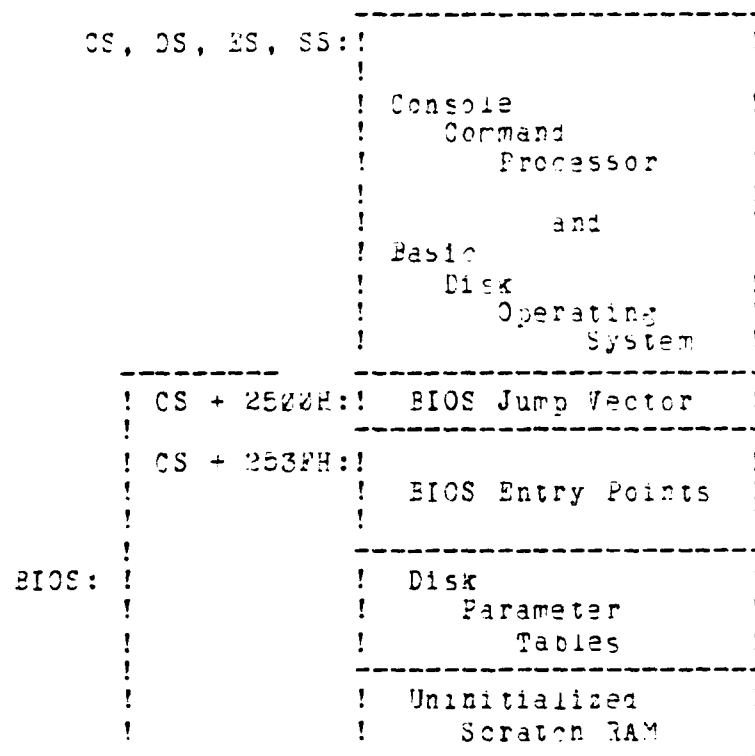 CS, DS, ES, SS:
Console
Command
Processor
and
Basic
Disk
Operating
System
CS + 2500H: BIOS Jump Vector
CS + 253FH:
BIOS Entry Points
BIOS: Disk
Parameter
Tables
Uninitialized
Scratch RAM